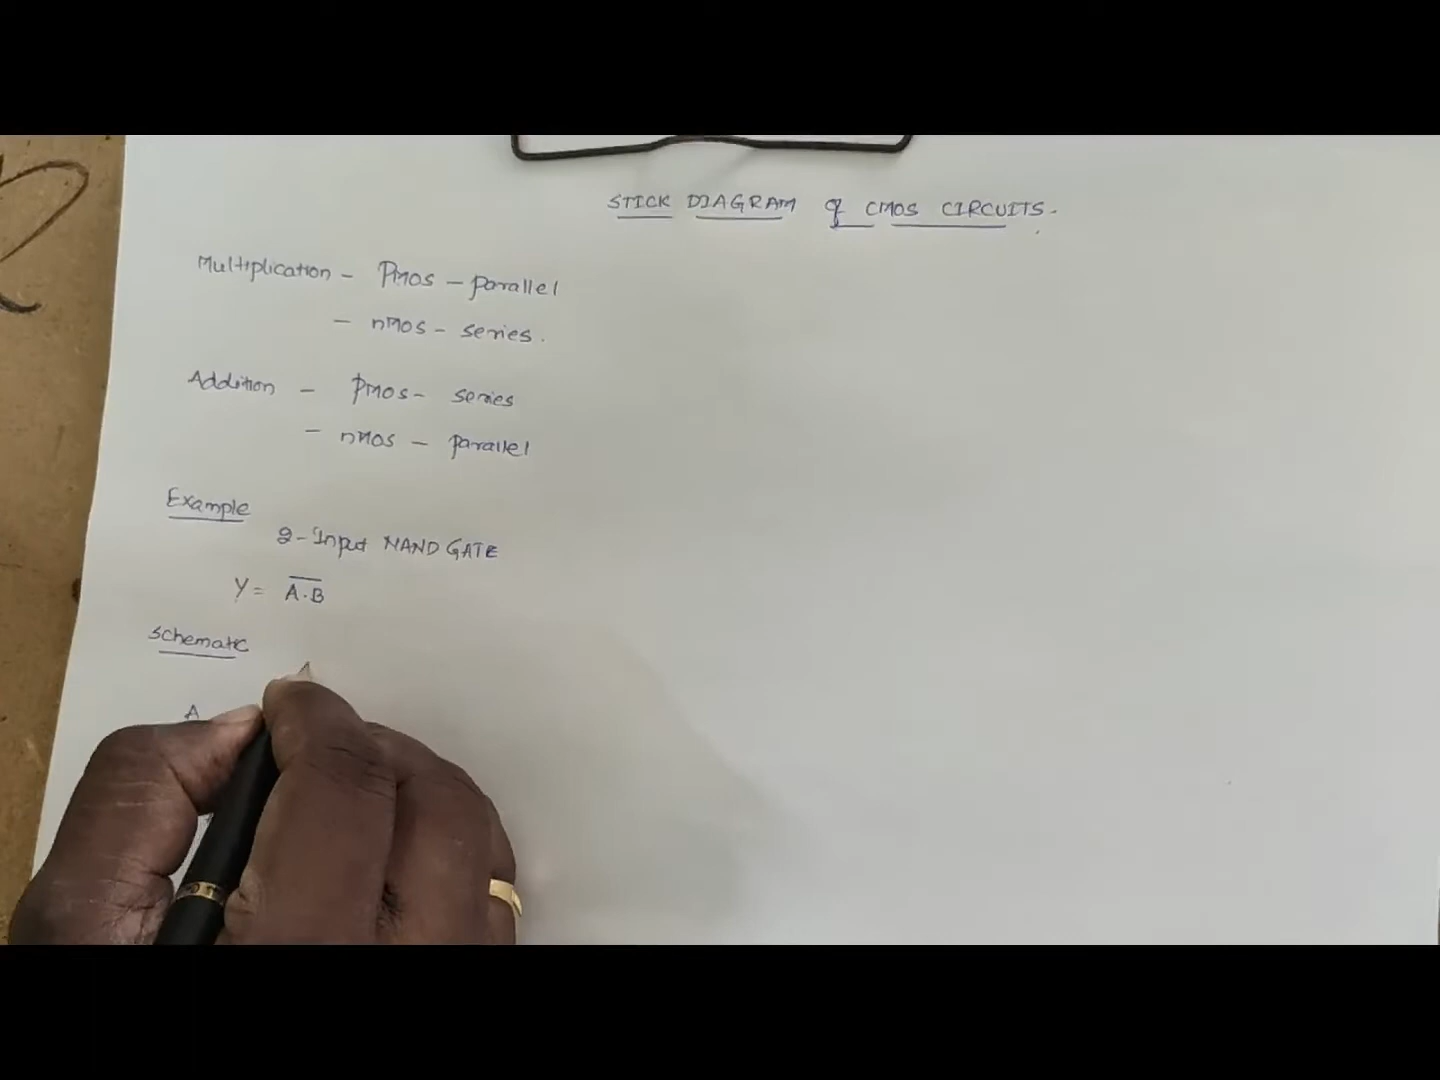 STICK DIAGRAM of CMOS CIRCUITS.
Multiplication - PMOS - parallel
- nMOS - series.
Addition - PMOS - series
- nMOS - parallel
Example
2-Input NAND GATE
Y = \overline{A.B}
Schematic
A